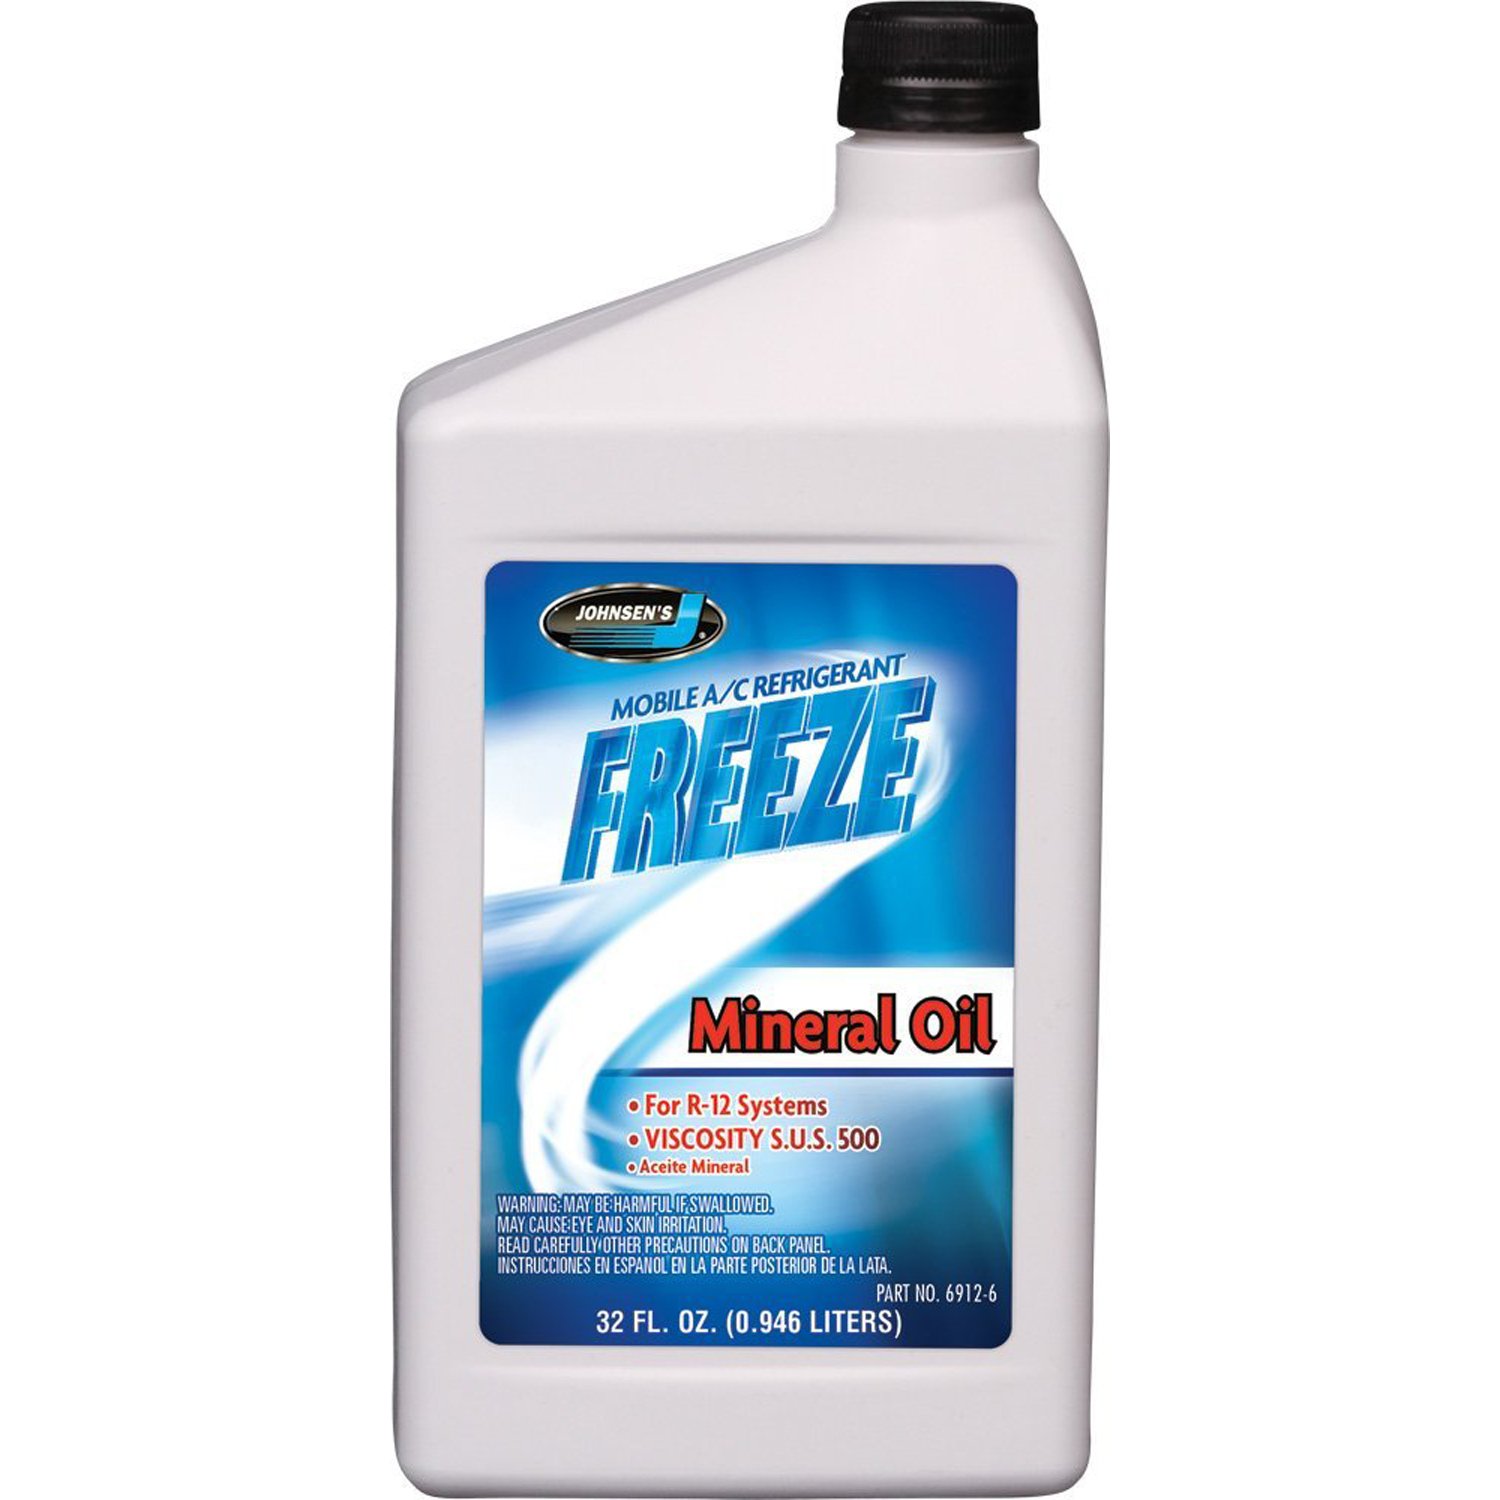 JOHNSEN'S J ®
MOBILE A/C REFRIGERANT
FREEZE
Mineral Oil
• For R-12 Systems
• VISCOSITY S.U.S. 500
• Aceite Mineral
WARNING: MAY BE HARMFUL IF SWALLOWED.
MAY CAUSE EYE AND SKIN IRRITATION.
READ CAREFULLY OTHER PRECAUTIONS ON BACK PANEL.
INSTRUCCIONES EN ESPANOL EN LA PARTE POSTERIOR DE LA LATA.
PART NO. 6912-6
32 FL. OZ. (0.946 LITERS)